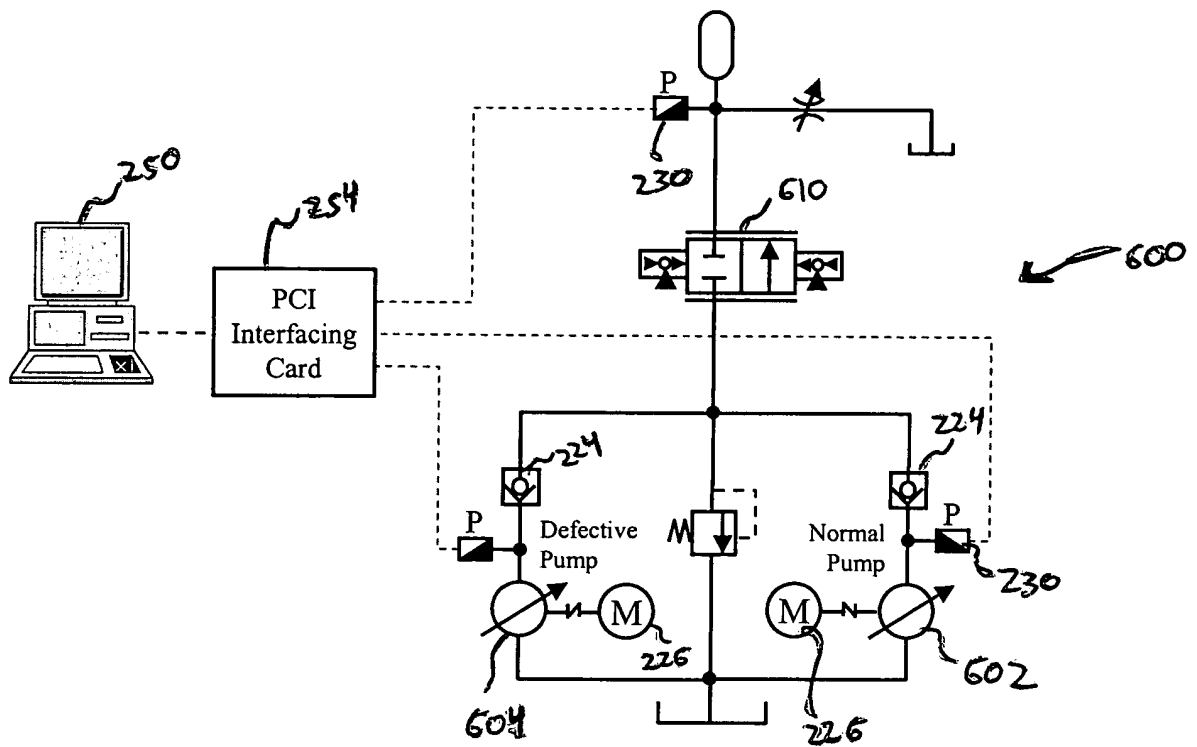 P
230
610
600
250
254
PCI
Interfacing
Card
224
224
P
Defective
Pump
Normal
Pump
P
230
M
M
226
602
604
226